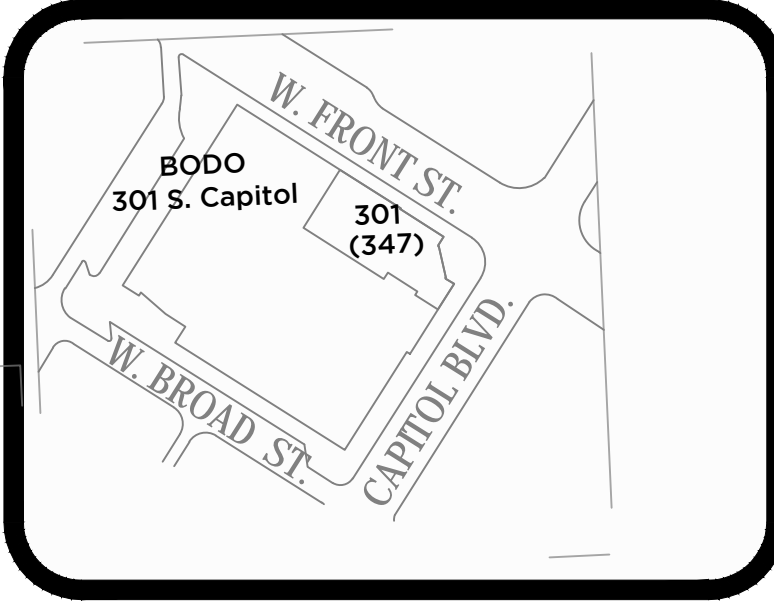 W. FRONT ST.
BODO
301 S. Capitol
301
(347)
CAPITOL BLVD.
W. BROAD ST.